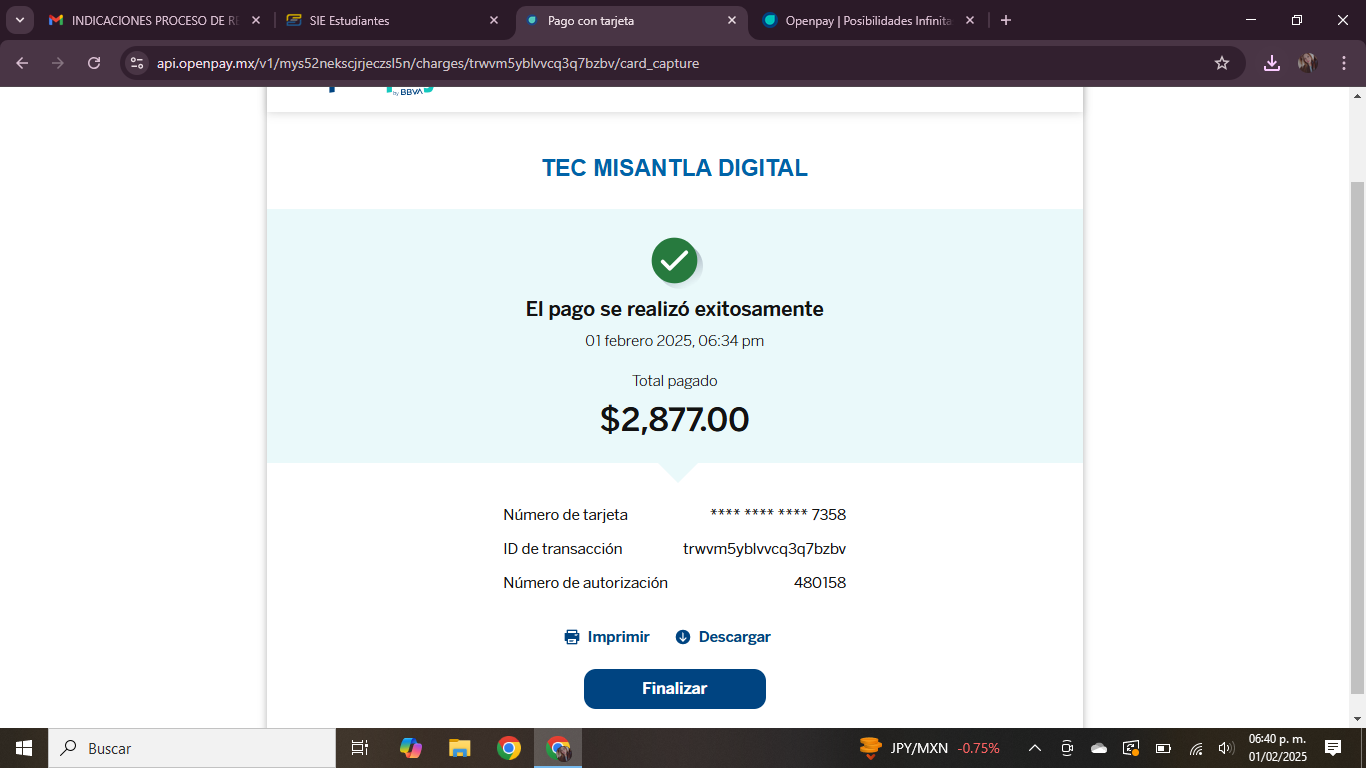 INDICACIONES PROCESO DE R
SIE Estudiantes
Pago con tarjeta
Openpay | Posibilidades Infinita
api.openpay.mx/v1/mys52nekscjrjeczsl5n/charges/trwvm5yblvvcq3q7bzbv/card_capture
by BBVA
TEC MISANTLA DIGITAL
El pago se realizó exitosamente
01 febrero 2025, 06:34 pm
Total pagado
$2,877.00
Número de tarjeta **** **** **** 7358
ID de transacción trwvm5yblvvcq3q7bzbv
Número de autorización 480158
Imprimir Descargar
Finalizar
Buscar
JPY/MXN -0.75%
06:40 p. m.
01/02/2025